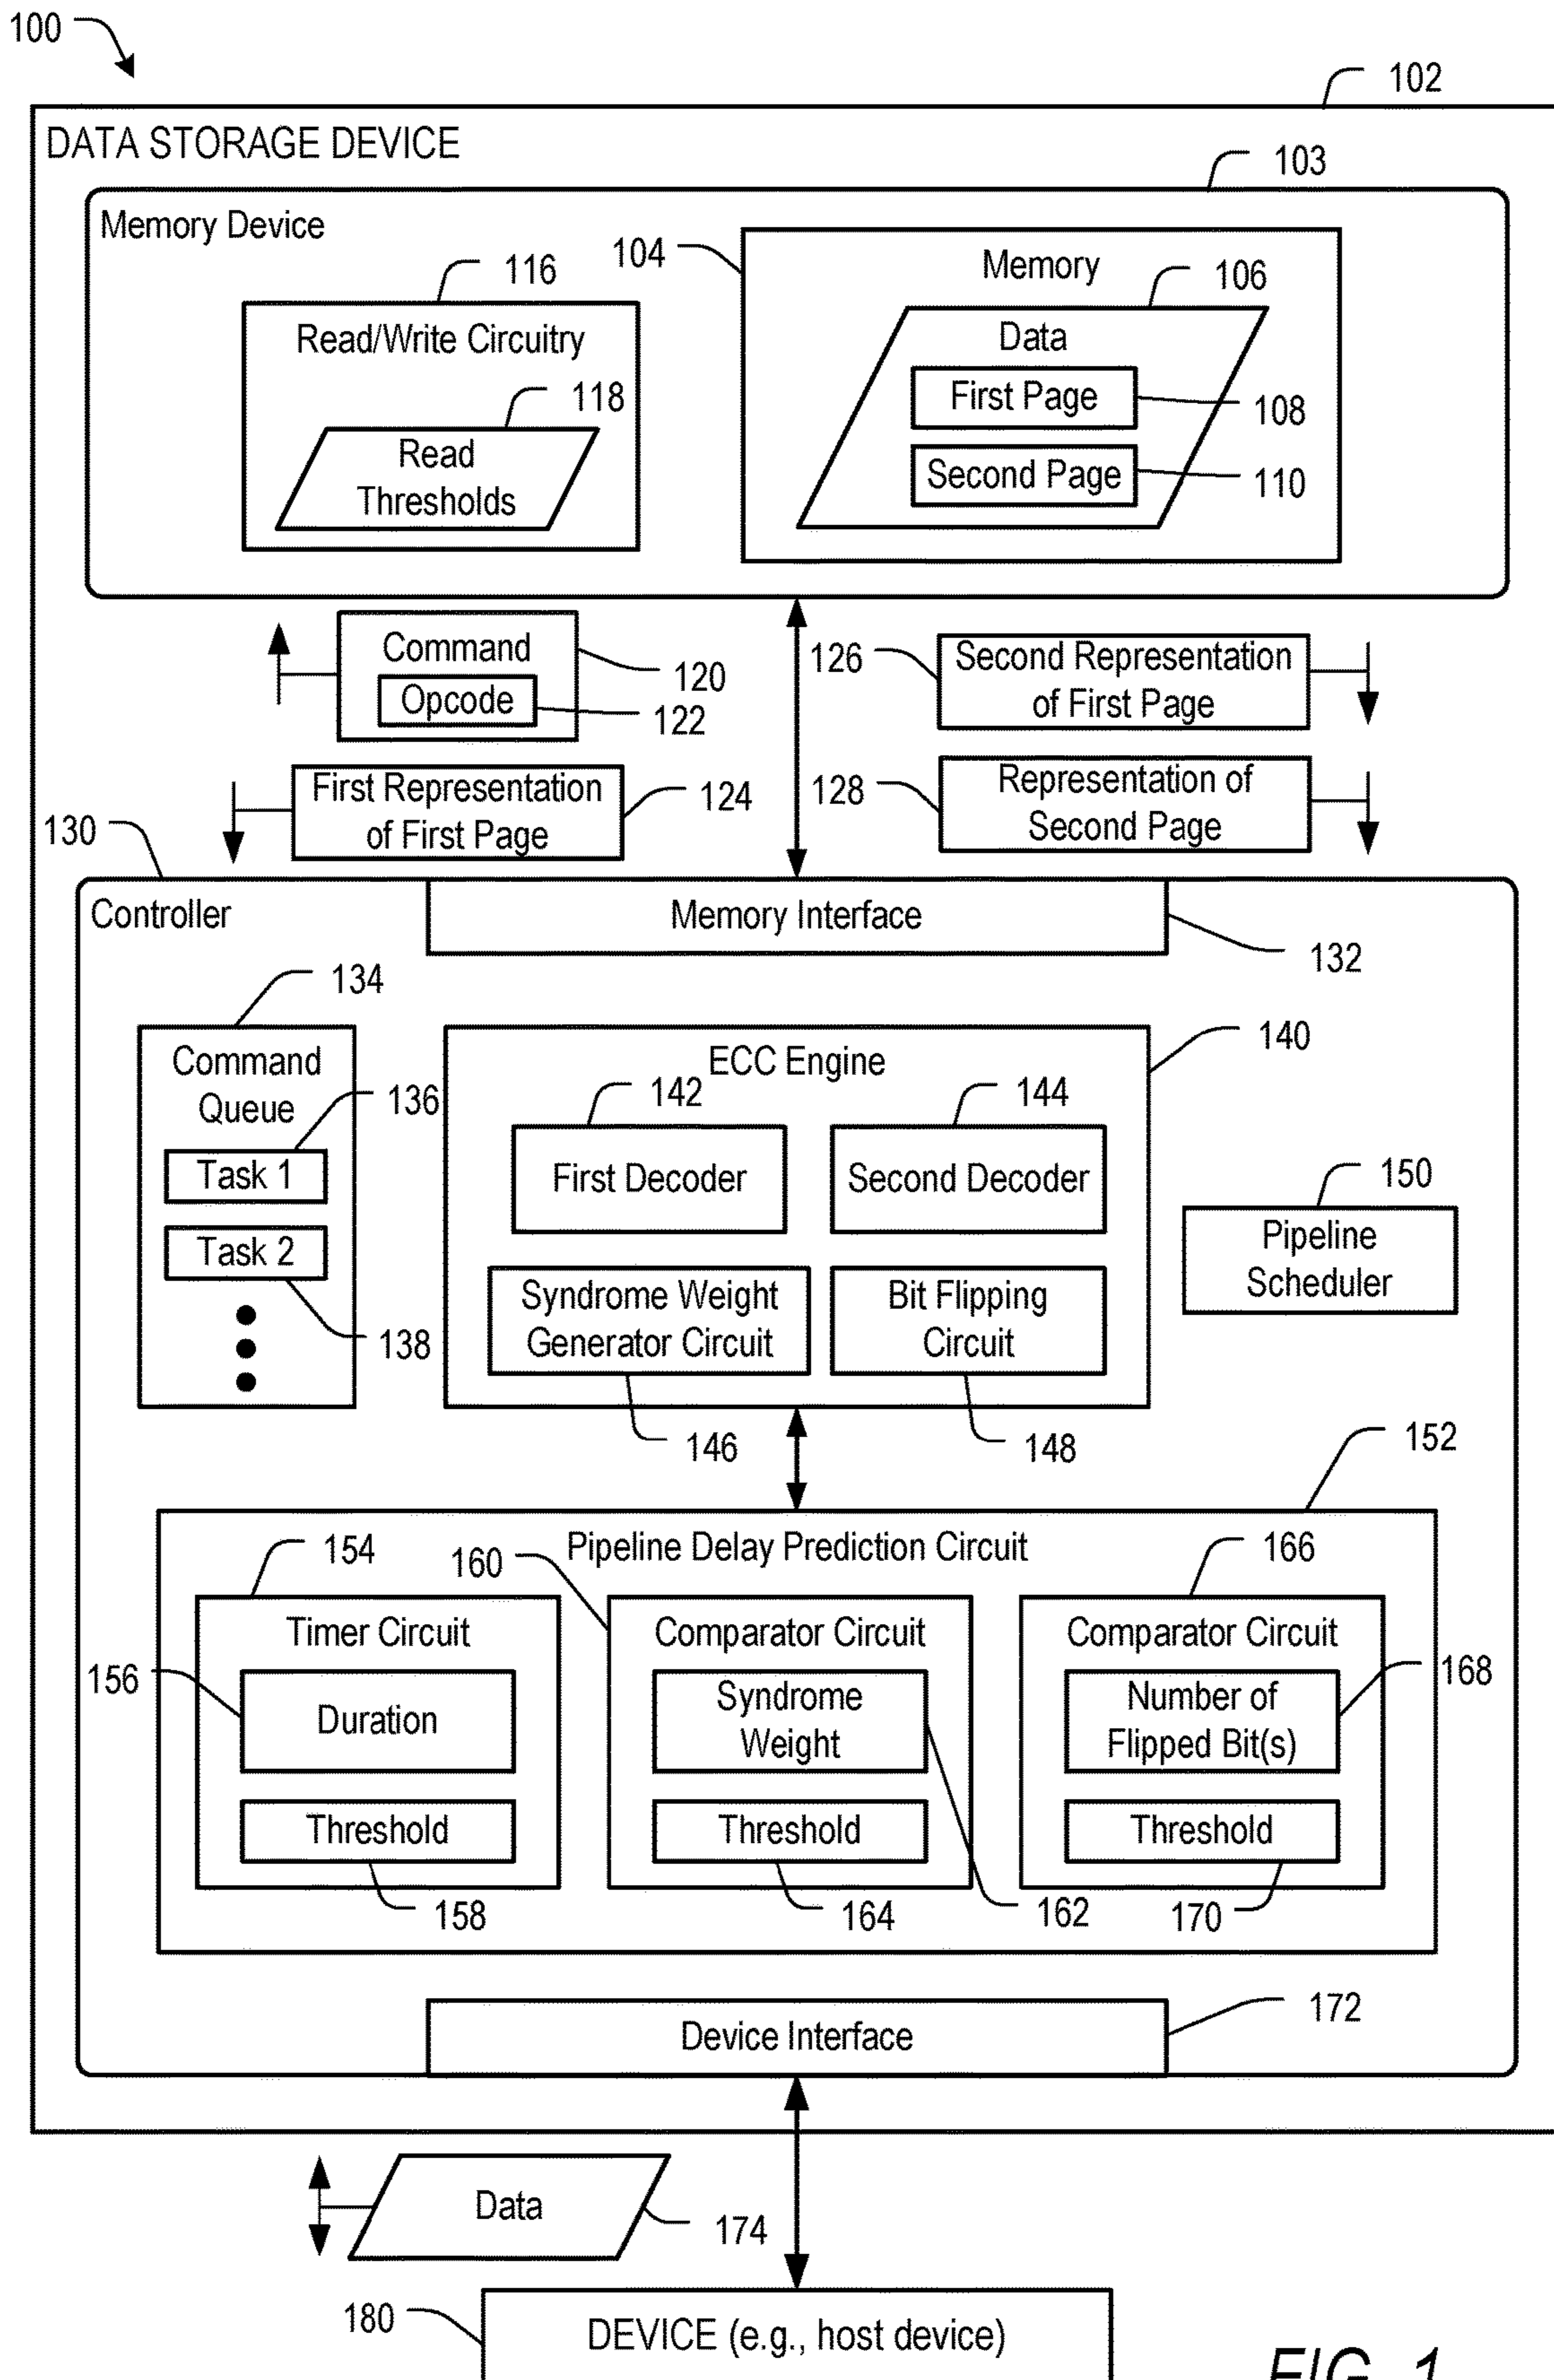 100
102
DATA STORAGE DEVICE
103
Memory Device
104
Memory
116
106
Read/Write Circuitry
Data
118
First Page
108
Read
Thresholds
Second Page
110
Command
120
Opcode
122
126
Second Representation
of First Page
First Representation
of First Page
124
128
Representation of
Second Page
130
Controller
Memory Interface
132
134
Command
Queue
136
Task 1
Task 2
138
140
ECC Engine
142
144
First Decoder
Second Decoder
150
Pipeline
Scheduler
Syndrome Weight
Generator Circuit
Bit Flipping
Circuit
146
148
152
Pipeline Delay Prediction Circuit
154
160
166
Timer Circuit
Comparator Circuit
Comparator Circuit
156
Duration
Syndrome
Weight
Number of
Flipped Bit(s)
168
Threshold
Threshold
Threshold
158
164
162
170
Device Interface
172
Data
174
180
DEVICE (e.g., host device)
FIG. 1